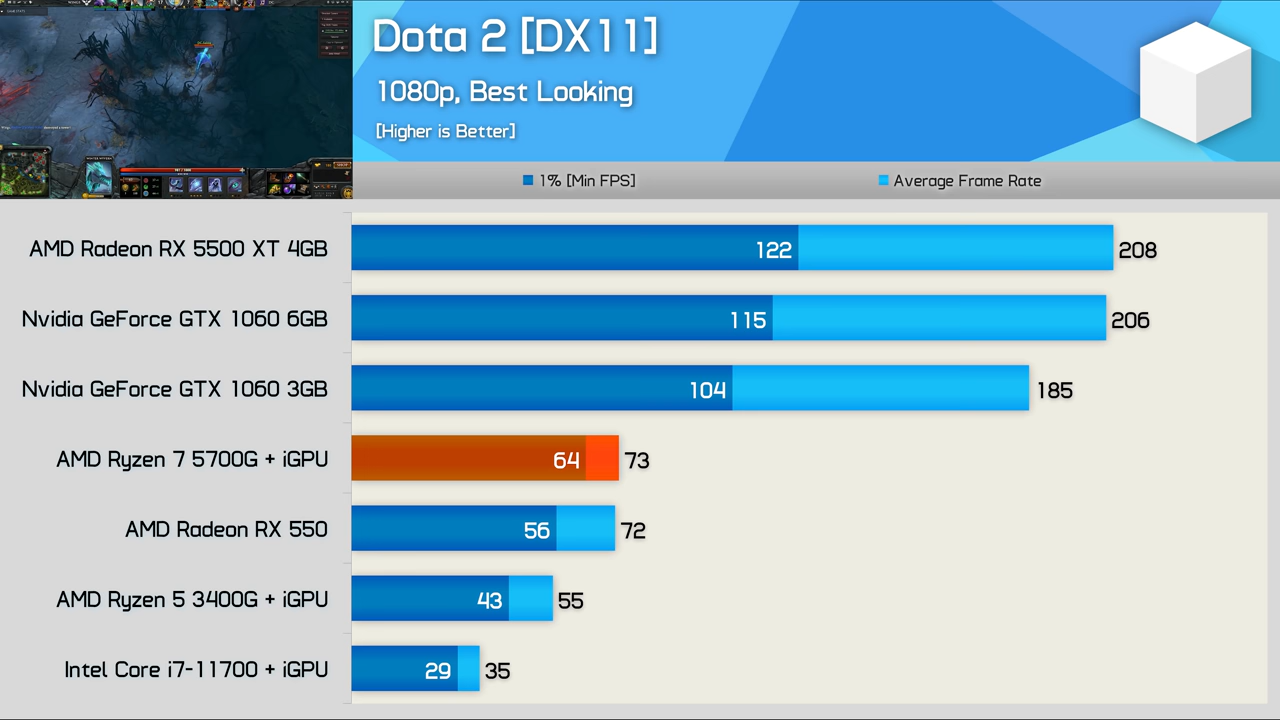 Dota 2 [DX11]
1080p, Best Looking
[Higher is Better]
1% [Min FPS]
Average Frame Rate
AMD Radeon RX 5500 XT 4GB
122
208
Nvidia GeForce GTX 1060 6GB
115
206
Nvidia GeForce GTX 1060 3GB
104
185
AMD Ryzen 7 5700G + iGPU
64
73
AMD Radeon RX 550
56
72
AMD Ryzen 5 3400G + iGPU
43
55
Intel Core i7-11700 + iGPU
29
35